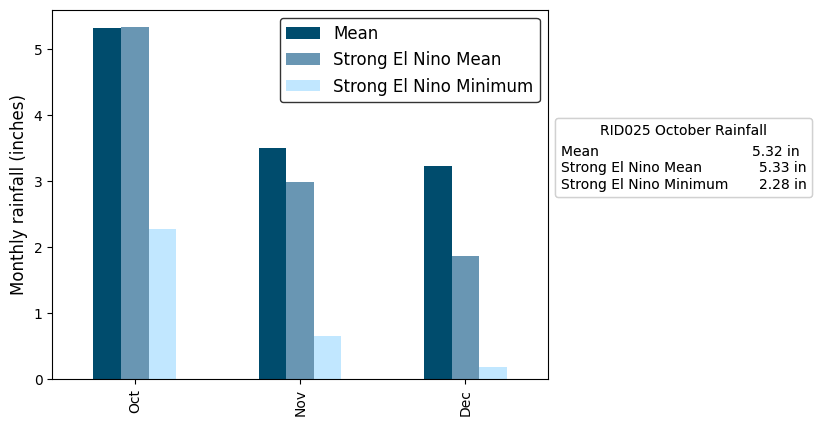 Monthly rainfall (inches)
5
4
3
2
1
0
Oct
Nov
Dec
Mean
Strong El Nino Mean
Strong El Nino Minimum
RID025 October Rainfall
Mean 5.32 in
Strong El Nino Mean 5.33 in
Strong El Nino Minimum 2.28 in